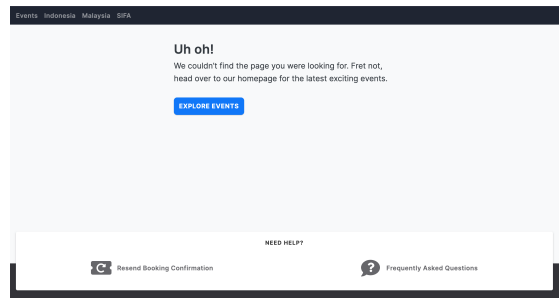 Events Indonesia Malaysia SIFA
Uh oh!
We couldn't find the page you were looking for. Fret not,
head over to our homepage for the latest exciting events.
EXPLORE EVENTS
NEED HELP?
Resend Booking Confirmation
Frequently Asked Questions